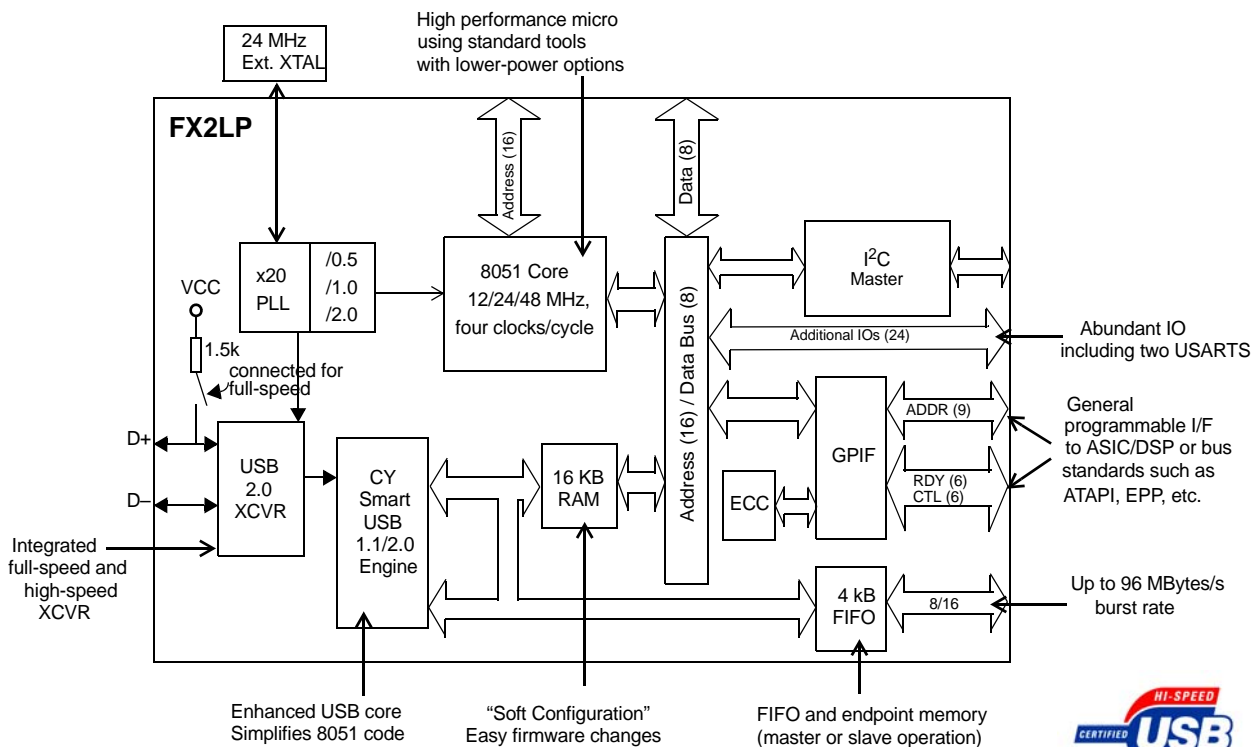 High performance micro
using standard tools
with lower-power options
24 MHz
Ext. XTAL
FX2LP
Address (16)
Data (8)
x20
PLL
/0.5
/1.0
/2.0
8051 Core
12/24/48 MHz,
four clocks/cycle
I²C
Master
VCC
1.5k
connected for
full-speed
Address (16) / Data Bus (8)
Additional IOs (24)
Abundant IO
including two USARTS
D+
D–
USB
2.0
XCVR
CY
Smart
USB
1.1/2.0
Engine
16 KB
RAM
ECC
GPIF
ADDR (9)
RDY (6)
CTL (6)
General
programmable I/F
to ASIC/DSP or bus
standards such as
ATAPI, EPP, etc.
Integrated
full-speed and
high-speed
XCVR
4 kB
FIFO
8/16
Up to 96 MBytes/s
burst rate
Enhanced USB core
Simplifies 8051 code
“Soft Configuration”
Easy firmware changes
FIFO and endpoint memory
(master or slave operation)
HI-SPEED
CERTIFIED USB